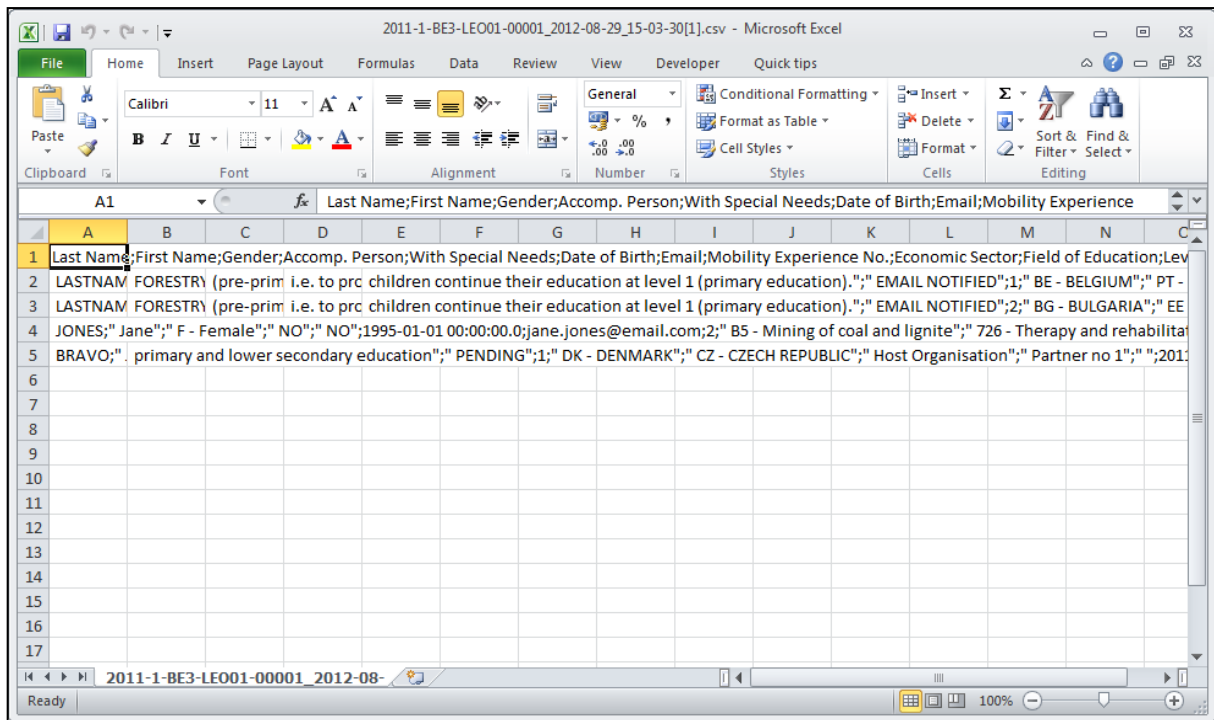 2011-1-BE3-LEO01-00001_2012-08-29_15-03-30[1].csv - Microsoft Excel
File Home Insert Page Layout Formulas Data Review View Developer Quick tips
Paste
Clipboard
Calibri 11
B I U
Font
Alignment
General
% ,
Number
Conditional Formatting
Format as Table
Cell Styles
Styles
Insert
Delete
Format
Cells
Sort & Filter
Find & Select
Editing
A1 fx Last Name;First Name;Gender;Accomp. Person;With Special Needs;Date of Birth;Email;Mobility Experience
A B C D E F G H I J K L M N C
1 Last Name;First Name;Gender;Accomp. Person;With Special Needs;Date of Birth;Email;Mobility Experience No.;Economic Sector;Field of Education;Lev
2 LASTNAM FORESTRY (pre-prim i.e. to pro children continue their education at level 1 (primary education).";" EMAIL NOTIFIED";1;" BE - BELGIUM";" PT -
3 LASTNAM FORESTRY (pre-prim i.e. to pro children continue their education at level 1 (primary education).";" EMAIL NOTIFIED";2;" BG - BULGARIA";" EE
4 JONES;" Jane";" F - Female";" NO";" NO";1995-01-01 00:00:00.0;jane.jones@email.com;2;" B5 - Mining of coal and lignite";" 726 - Therapy and rehabilitat
5 BRAVO;" primary and lower secondary education";" PENDING";1;" DK - DENMARK";" CZ - CZECH REPUBLIC";" Host Organisation";" Partner no 1";" ";201
6
7
8
9
10
11
12
13
14
15
16
17
2011-1-BE3-LEO01-00001_2012-08-
Ready 100%